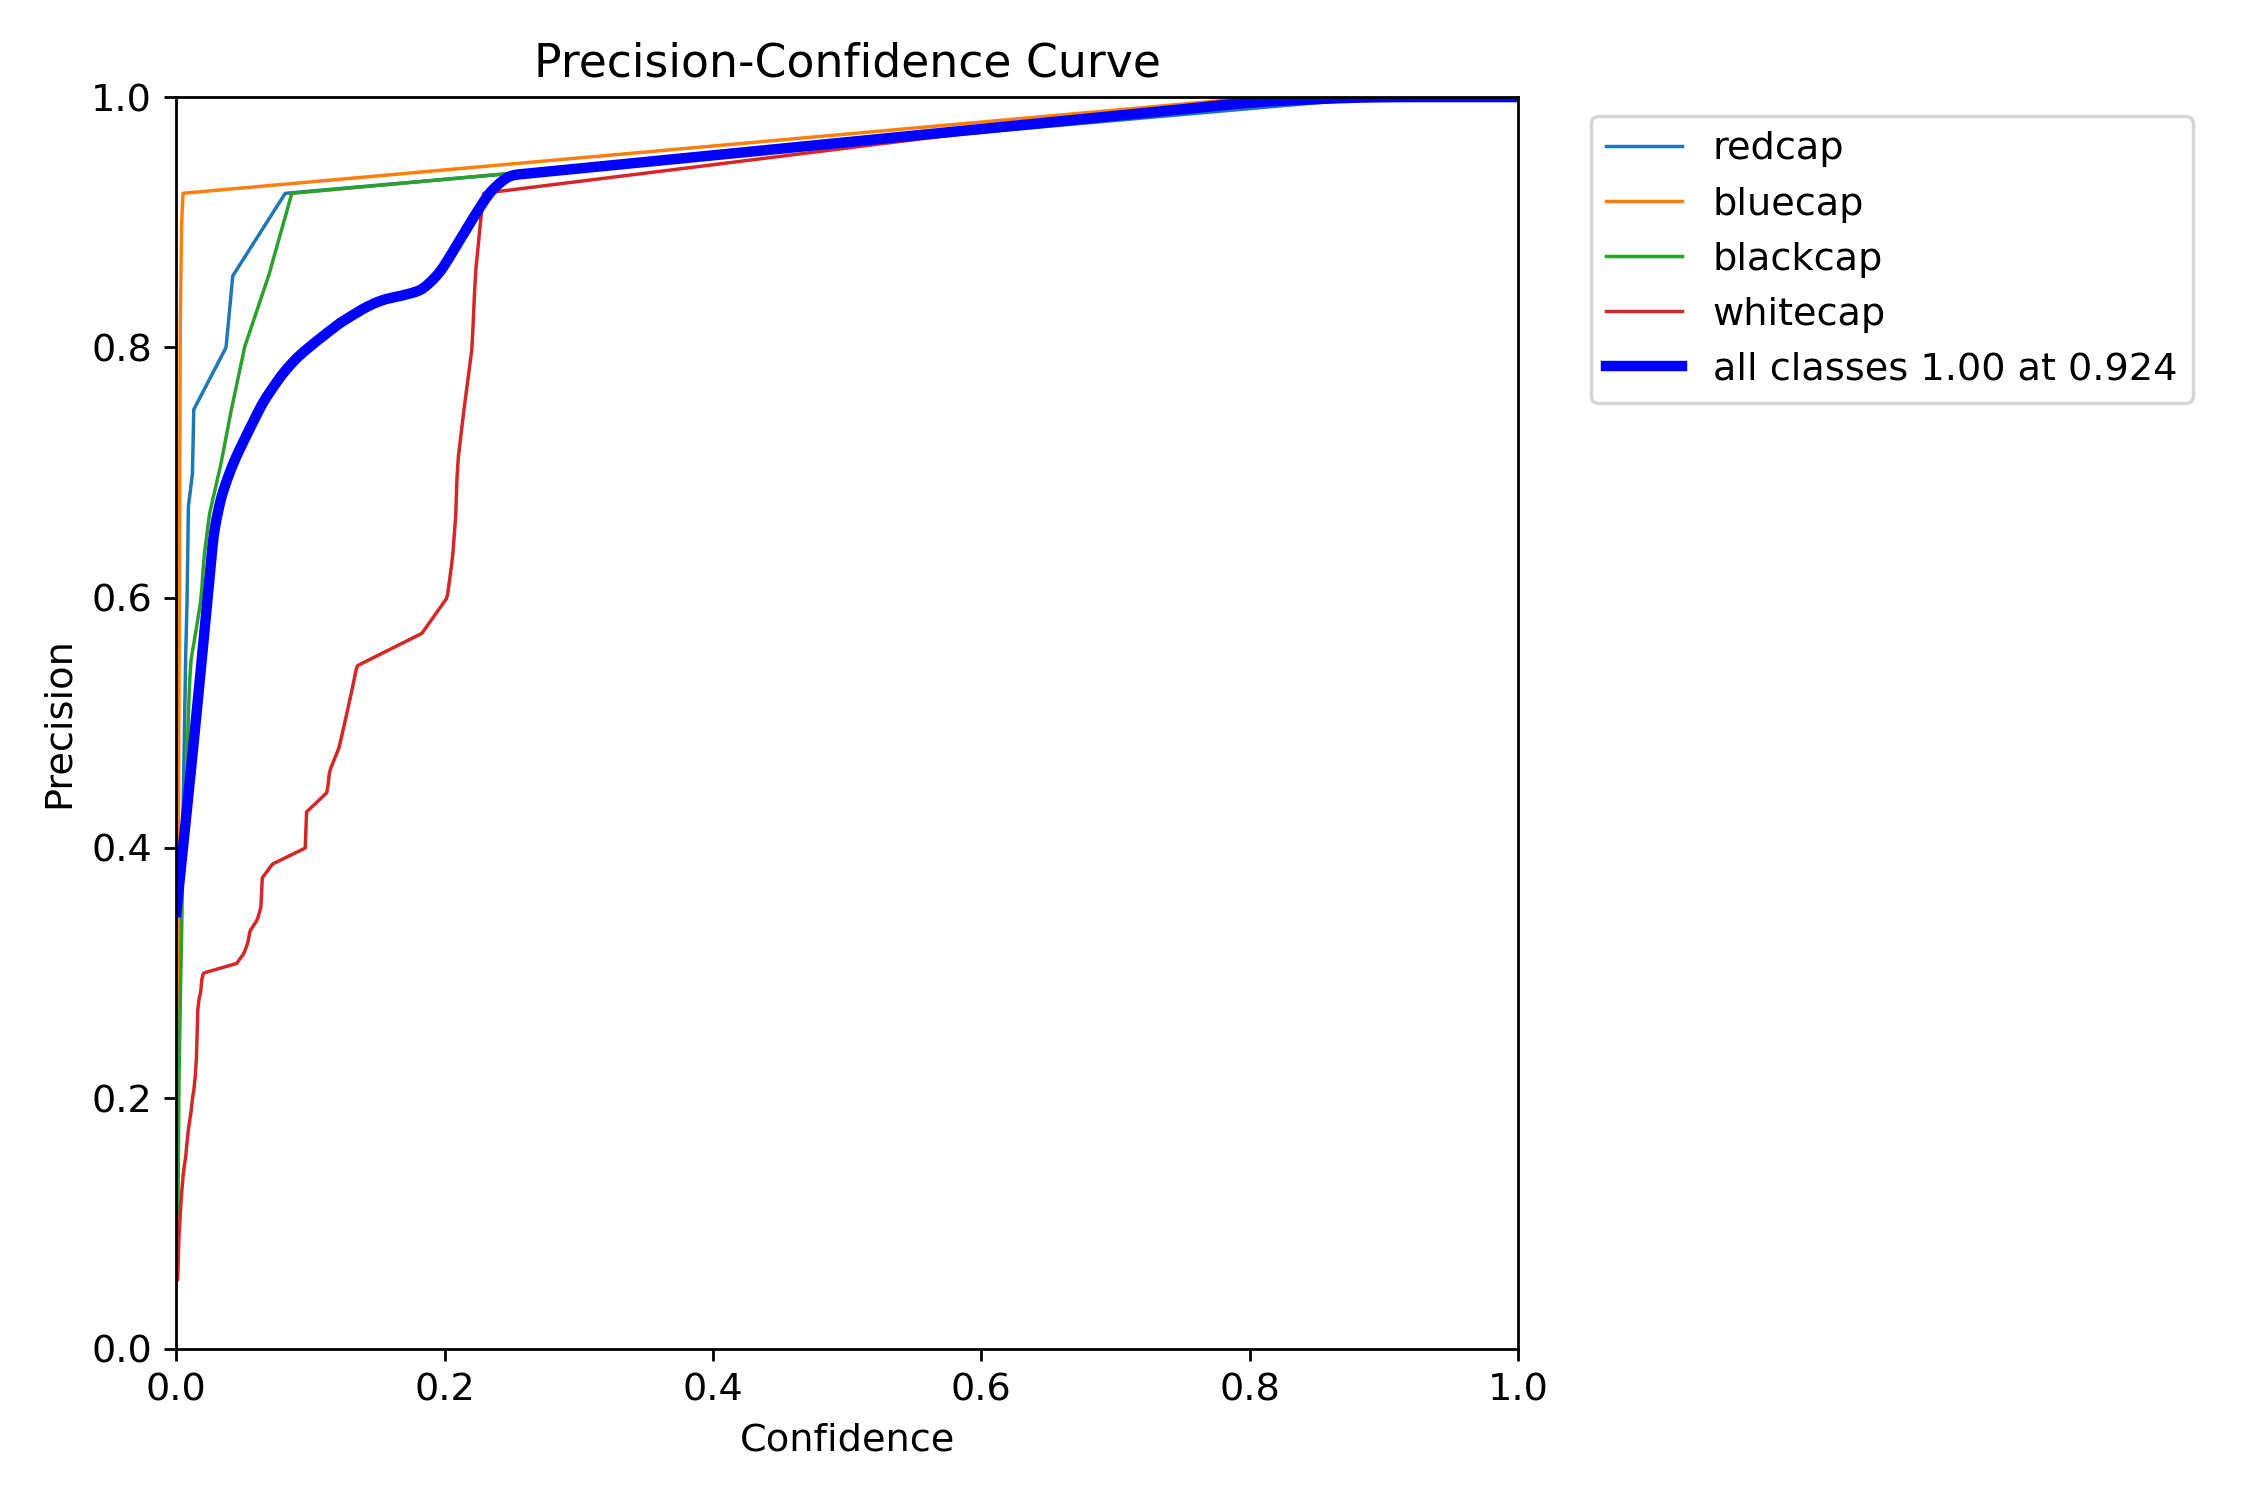 Precision-Confidence Curve
1.0
0.8
0.6
0.4
0.2
0.0
Precision
0.0 0.2 0.4 0.6 0.8 1.0
Confidence
redcap
bluecap
blackcap
whitecap
all classes 1.00 at 0.924